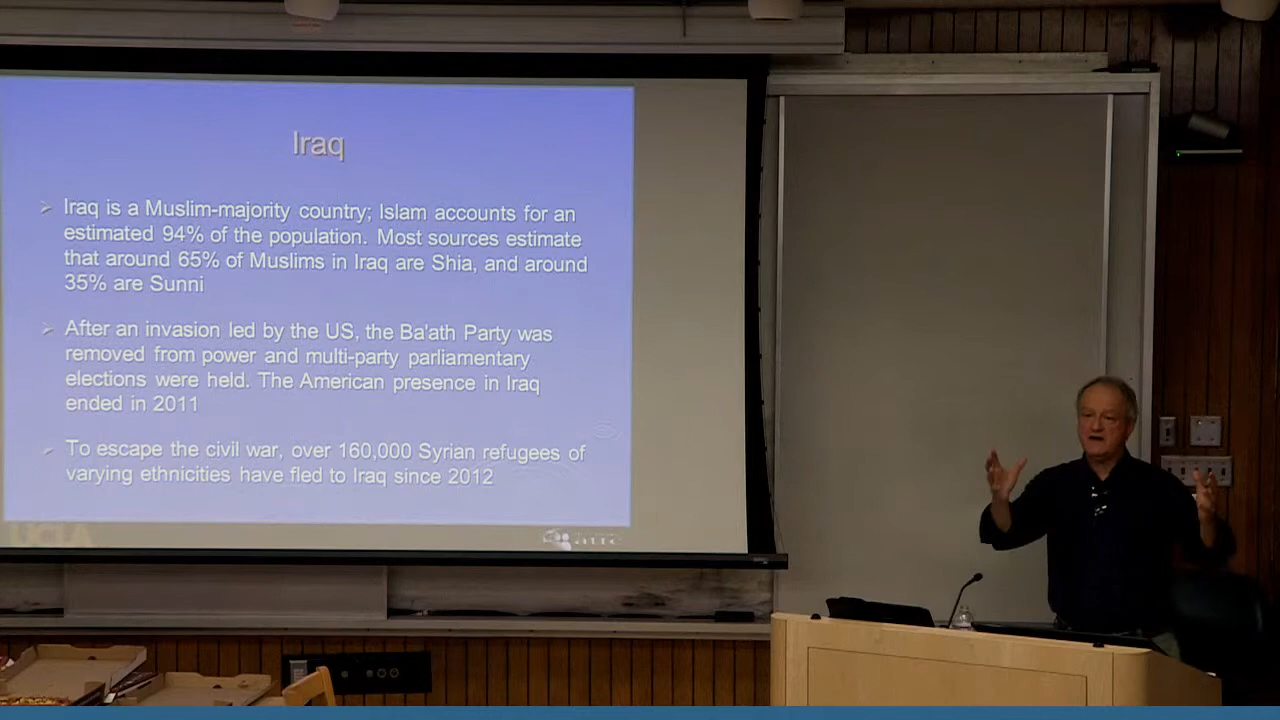 Iraq
Iraq is a Muslim-majority country; Islam accounts for an
estimated 94% of the population. Most sources estimate
that around 65% of Muslims in Iraq are Shia, and around
35% are Sunni
After an invasion led by the US, the Ba'ath Party was
removed from power and multi-party parliamentary
elections were held. The American presence in Iraq
ended in 2011
To escape the civil war, over 160,000 Syrian refugees of
varying ethnicities have fled to Iraq since 2012
UCLA